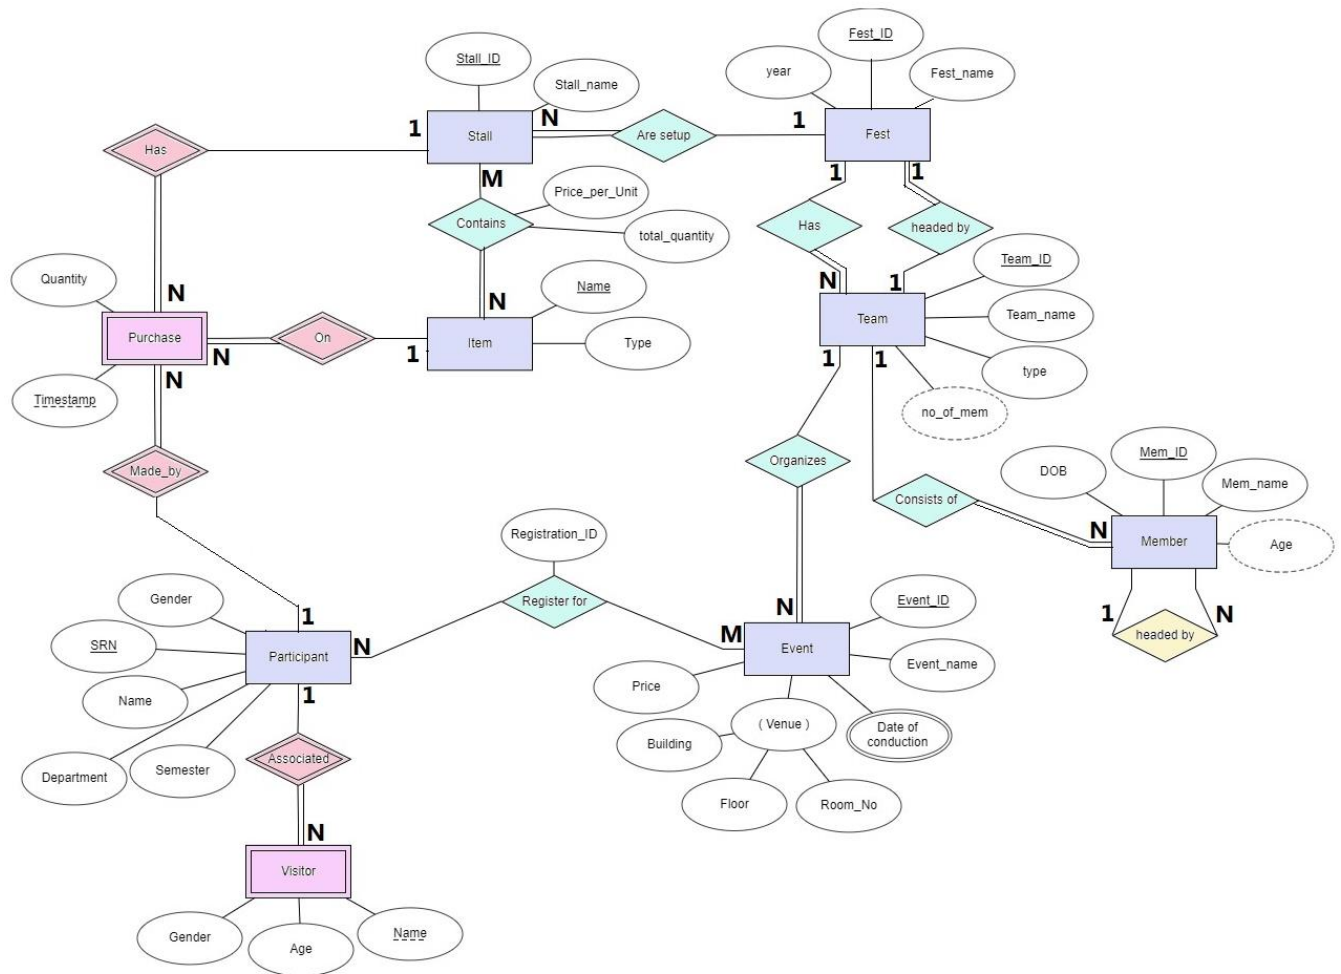 Fest_ID
Stall_ID
year
Fest_name
Stall_name
1
Stall
N
Are setup
1
Fest
Has
M
1
1
Price_per_Unit
Contains
total_quantity
Has
headed by
Team_ID
Quantity
N
N
Name
N
1
Team
Team_name
Purchase
On
Item
Type
N
1
1
1
N
type
Timestamp
no_of_mem
Made_by
Organizes
DOB
Mem_ID
Mem_name
Consists of
N
Member
Age
Registration_ID
Gender
1
Register for
N
Event_ID
1
headed by
N
SRN
N
M
Participant
Event
Event_name
Name
1
Price
( Venue )
Date of
conduction
Building
Department
Semester
Associated
Floor
Room_No
N
Visitor
Gender
Age
Name